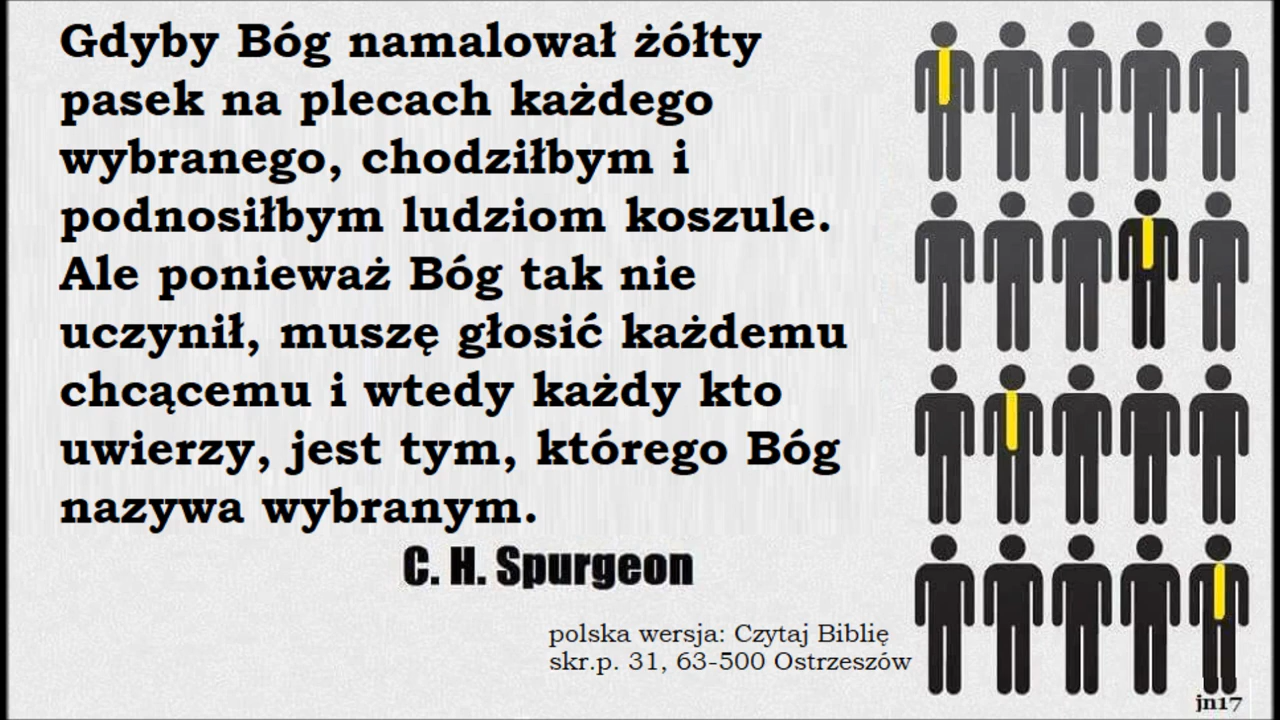 Gdyby Bóg namalował żółty
pasek na plecach każdego
wybranego, chodziłbym i
podnosiłbym ludziom koszule.
Ale ponieważ Bóg tak nie
uczynił, muszę głosić każdemu
chcącemu i wtedy każdy kto
uwierzy, jest tym, którego Bóg
nazywa wybranym.
C. H. Spurgeon
polska wersja: Czytaj Biblię
skr.p. 31, 63-500 Ostrzeszów
jn17